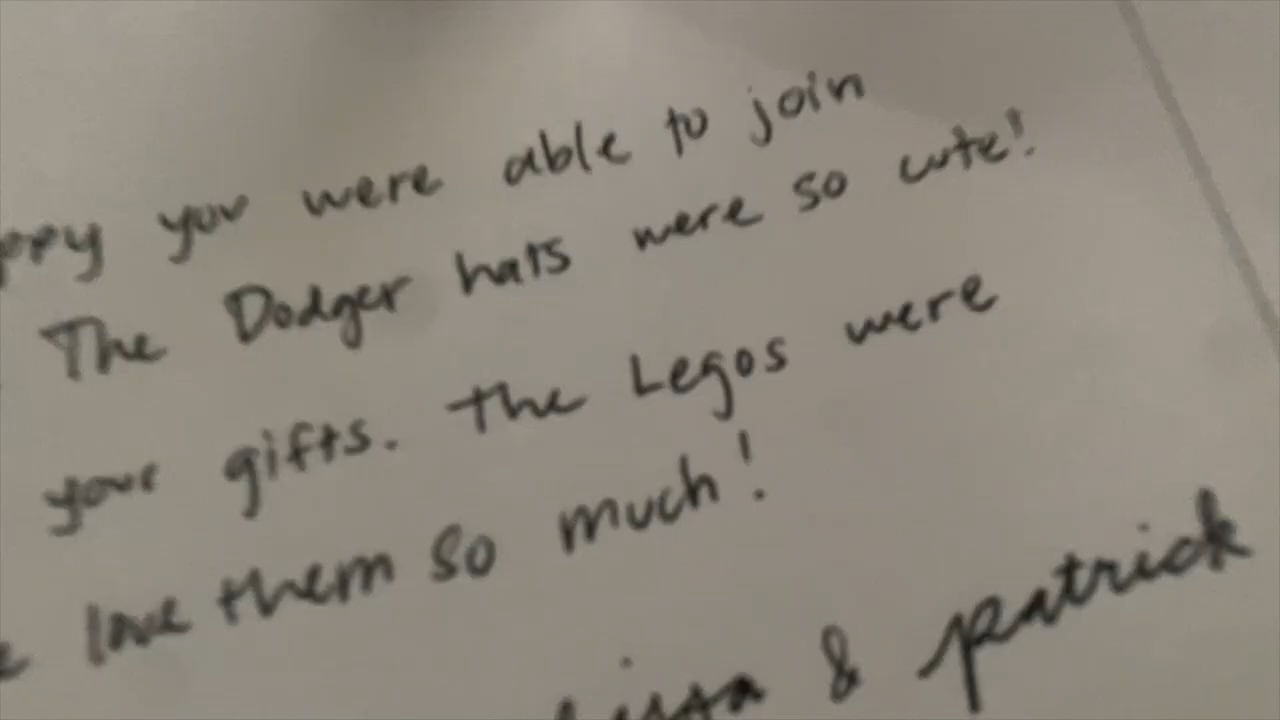 you were able to join
The Dodger hats were so cute!
your gifts. The Legos were
love them so much!
& patrick